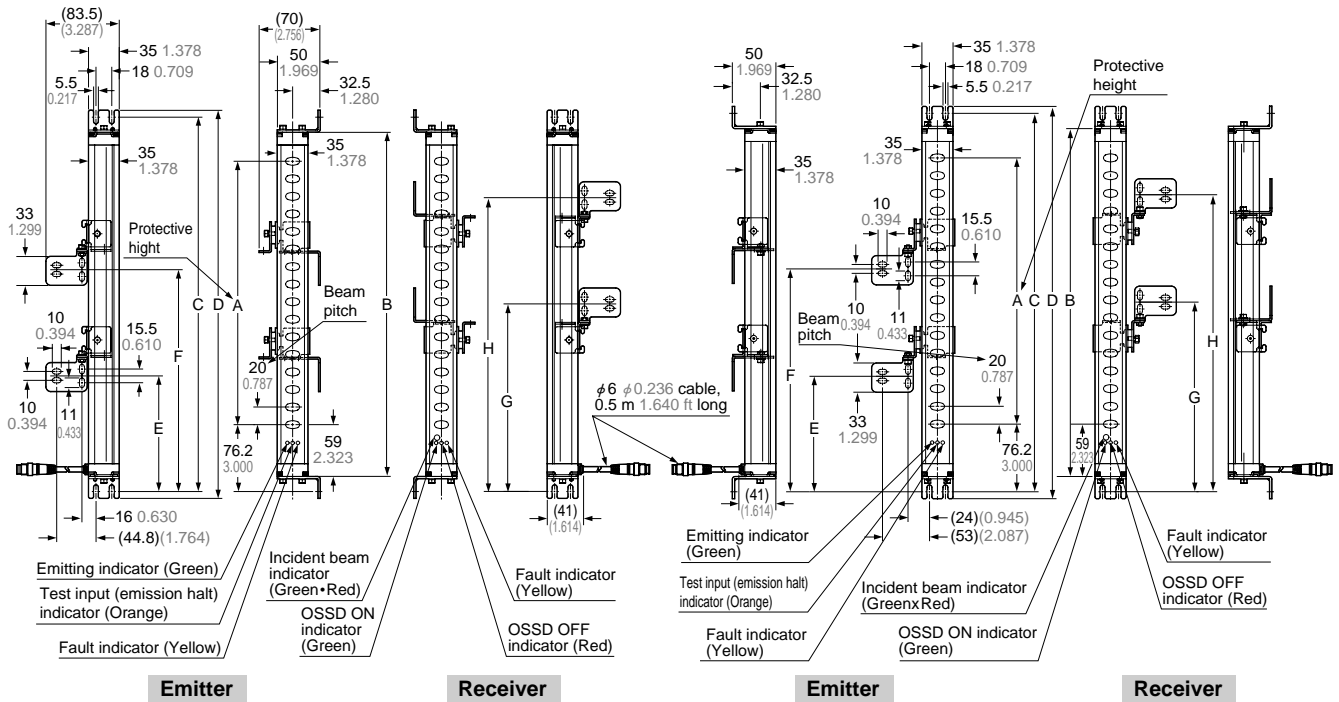 (83.5)
(3.287)
35 1.378
18 0.709
5.5
0.217
35
1.378
33
1.299
10
0.394
15.5
0.610
10
0.394
11
0.433
C
D
A
F
E
16 0.630
(44.8)(1.764)
Protective
hight
(70)
(2.756)
50
1.969
32.5
1.280
35
1.378
Beam
pitch
20
0.787
B
76.2
3.000
59
2.323
Emitting indicator (Green)
Test input (emission halt)
indicator (Orange)
Fault indicator (Yellow)
Emitter
H
G
(41)
(1.614)
ϕ6 ϕ0.236 cable,
0.5 m 1.640 ft long
Incident beam
indicator
(Green•Red)
OSSD ON
indicator
(Green)
Fault indicator
(Yellow)
OSSD OFF
indicator (Red)
Receiver
50
1.969
32.5
1.280
35
1.378
(41)
(1.614)
35 1.378
18 0.709
5.5 0.217
Protective
height
35
1.378
10
0.394
15.5
0.610
10
0.394
11
0.433
Beam
pitch
20
0.787
33
1.299
F
E
A
C
D
B
76.2
3.000
59
2.323
(24)(0.945)
(53)(2.087)
Emitting indicator
(Green)
Test input (emission halt)
indicator (Orange)
Fault indicator
(Yellow)
Emitter
G
H
Incident beam indicator
(GreenxRed)
OSSD ON indicator
(Green)
Fault indicator
(Yellow)
OSSD OFF
indicator (Red)
Receiver